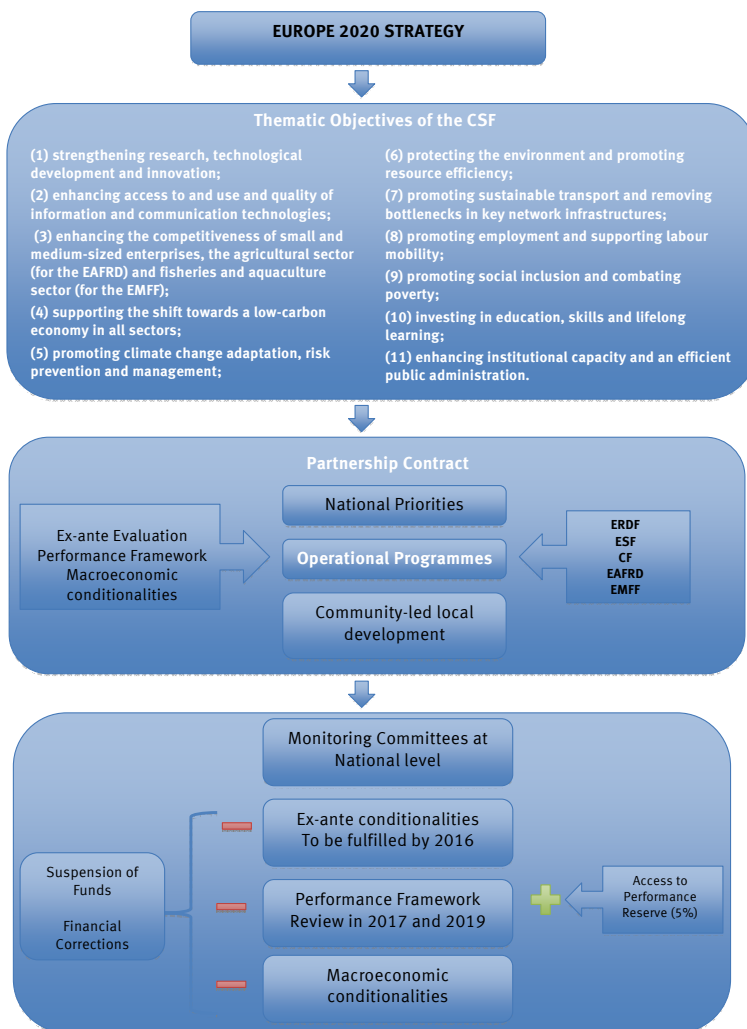 EUROPE 2020 STRATEGY
Thematic Objectives of the CSF
(1) strengthening research, technological
development and innovation;
(2) enhancing access to and use and quality of
information and communication technologies;
(3) enhancing the competitiveness of small and
medium-sized enterprises, the agricultural sector
(for the EAFRD) and fisheries and aquaculture
sector (for the EMFF);
(4) supporting the shift towards a low-carbon
economy in all sectors;
(5) promoting climate change adaptation, risk
prevention and management;
(6) protecting the environment and promoting
resource efficiency;
(7) promoting sustainable transport and removing
bottlenecks in key network infrastructures;
(8) promoting employment and supporting labour
mobility;
(9) promoting social inclusion and combating
poverty;
(10) investing in education, skills and lifelong
learning;
(11) enhancing institutional capacity and an efficient
public administration.
Partnership Contract
Ex-ante Evaluation
Performance Framework
Macroeconomic
conditionalities
National Priorities
Operational Programmes
Community-led local
development
ERDF
ESF
CF
EAFRD
EMFF
Monitoring Committees at
National level
Ex-ante conditionalities
To be fulfilled by 2016
Suspension of
Funds
Financial
Corrections
Performance Framework
Review in 2017 and 2019
Access to
Performance
Reserve (5%)
Macroeconomic
conditionalities